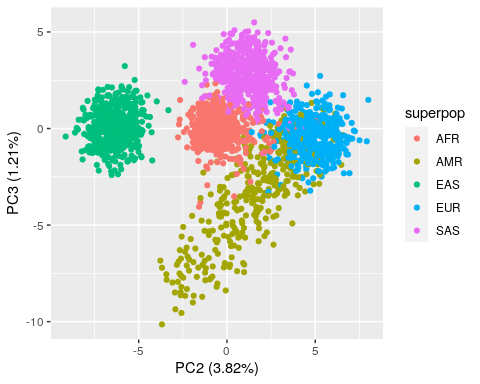 5
0
-5
-10
PC3 (1.21%)
-5
0
5
PC2 (3.82%)
superpop
AFR
AMR
EAS
EUR
SAS